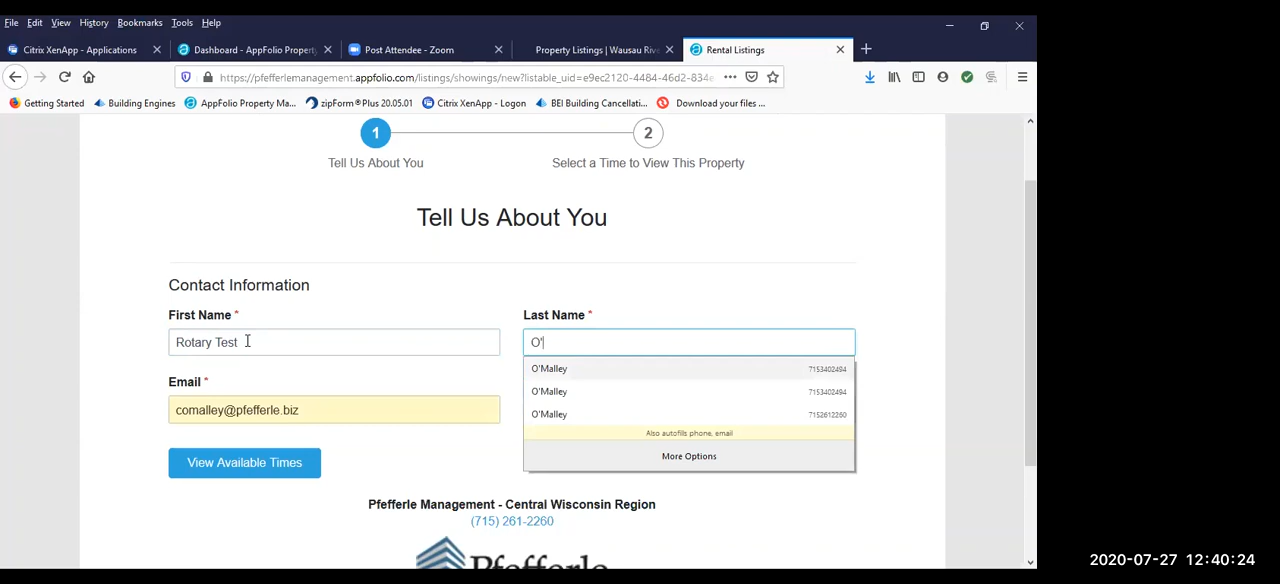 File Edit View History Bookmarks Tools Help
Citrix XenApp - Applications
Dashboard - AppFolio Property
Post Attendee - Zoom
Property Listings | Wausau Rive
Rental Listings
https://pfefferlemanagement.appfolio.com/listings/showings/new?listable_uid=e9ec2120-4484-46d2-834e
Getting Started Building Engines AppFolio Property Ma... zipForm®Plus 20.05.01 Citrix XenApp - Logon BEI Building Cancellati... Download your files ...
1 2
Tell Us About You Select a Time to View This Property
Tell Us About You
Contact Information
First Name * Last Name *
Rotary Test O'
O'Malley 7153402494
Email *
O'Malley 7153402494
comalley@pfefferle.biz
O'Malley 7152612260
Also autofills phone, email
More Options
View Available Times
Pfefferle Management - Central Wisconsin Region
(715) 261-2260
Pfefferle
2020-07-27 12:40:24